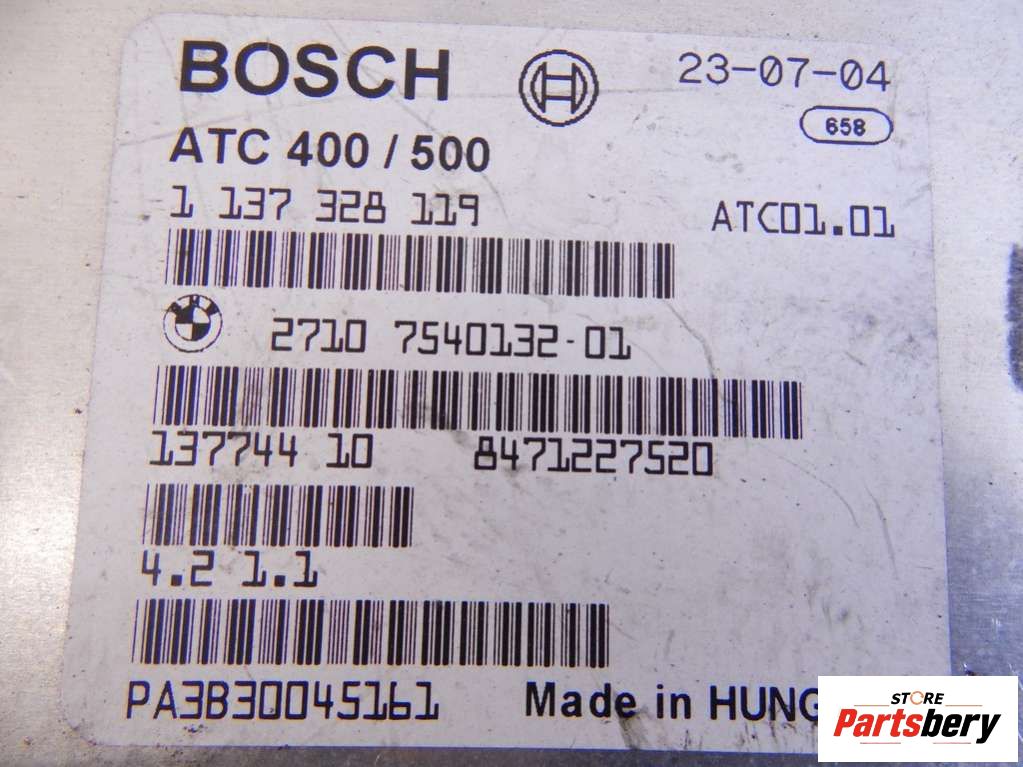 BOSCH
23-07-04
658
ATC 400 / 500
1 137 328 119
ATC01.01
BMW
2710 7540132-01
137744 10 8471227520
4.2 1.1
PA3B30045161
Made in HUNG
STORE
Partsbery